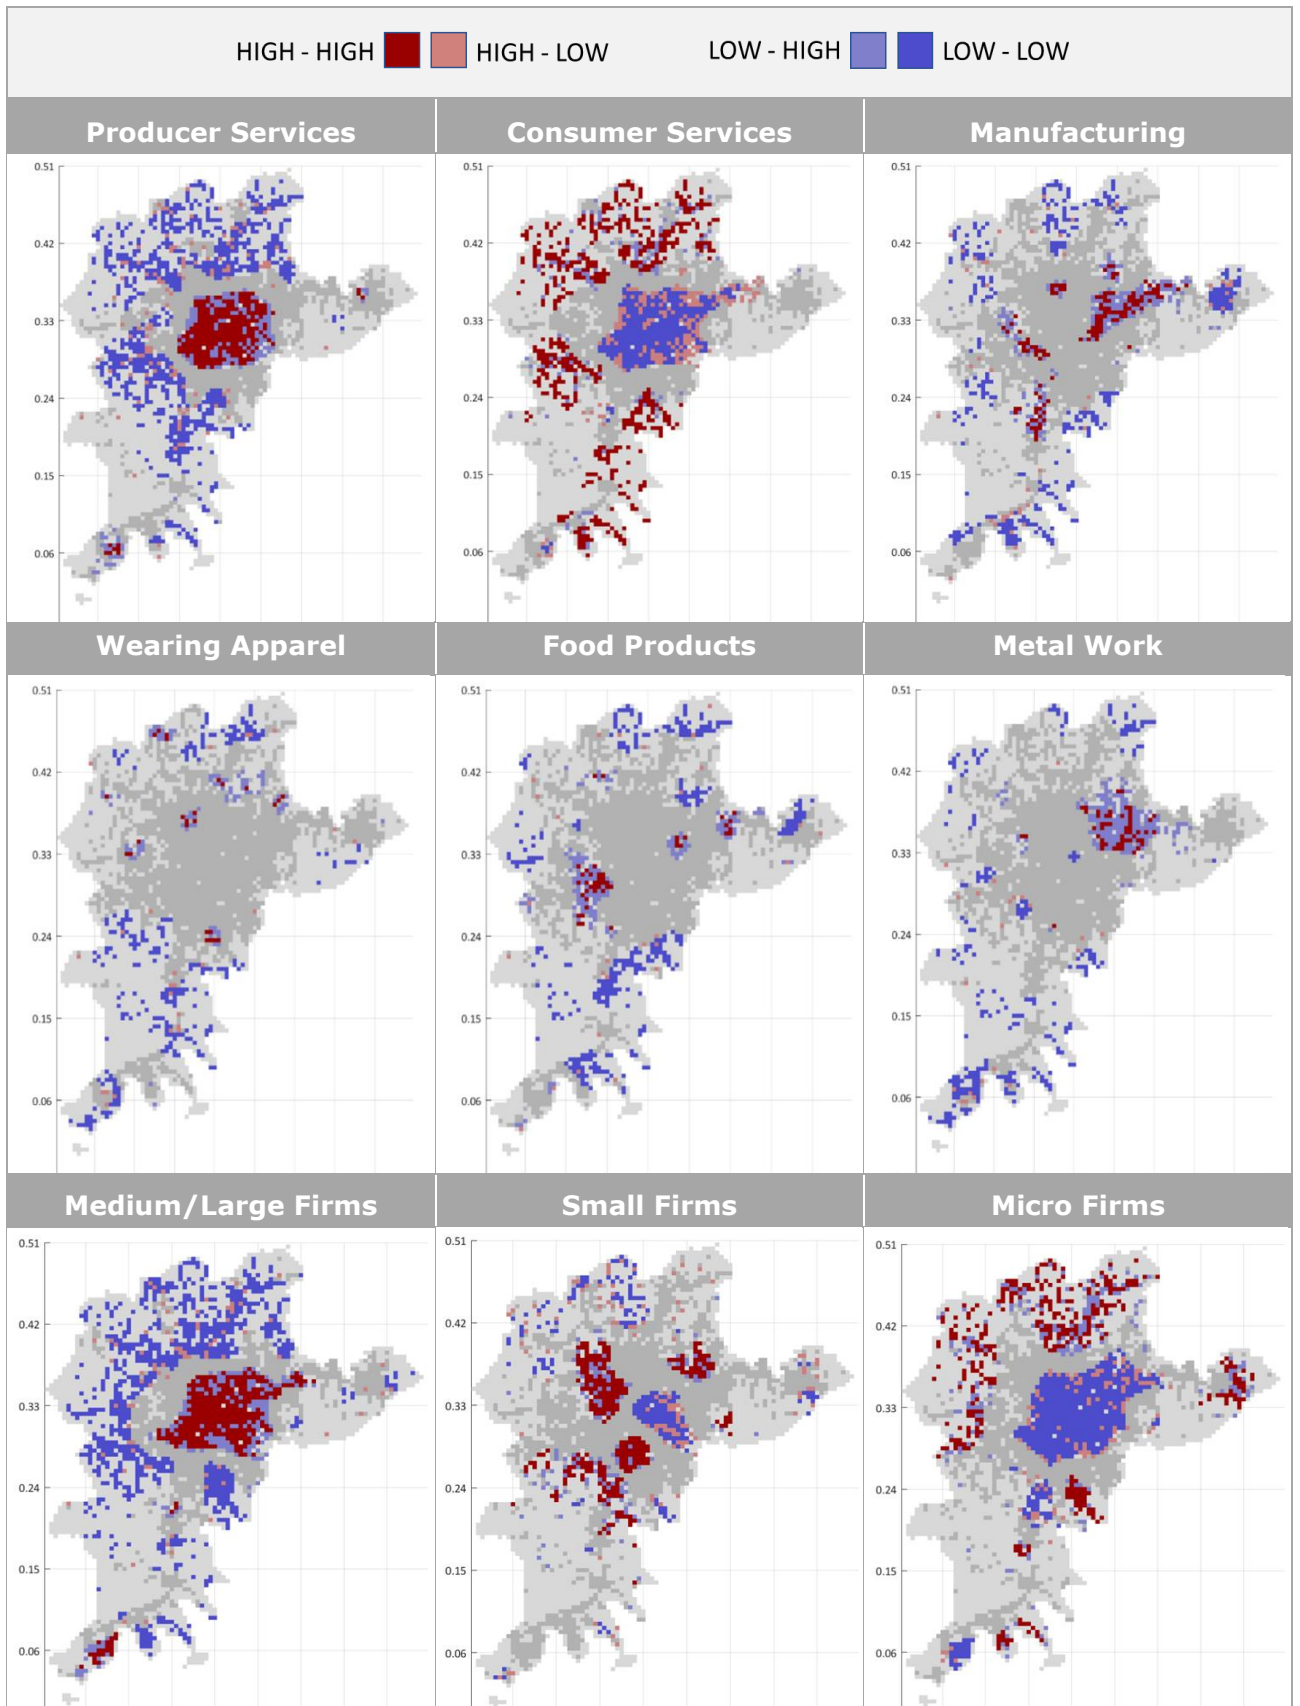 HIGH - HIGH HIGH - LOW LOW - HIGH LOW - LOW
Producer Services Consumer Services Manufacturing
0.51 0.51 0.51
0.42 0.42 0.42
0.33 0.33 0.33
0.24 0.24 0.24
0.15 0.15 0.15
0.06 0.06 0.06
Wearing Apparel Food Products Metal Work
0.51 0.51 0.51
0.42 0.42 0.42
0.33 0.33 0.33
0.24 0.24 0.24
0.15 0.15 0.15
0.06 0.06 0.06
Medium/Large Firms Small Firms Micro Firms
0.51 0.51 0.51
0.42 0.42 0.42
0.33 0.33 0.33
0.24 0.24 0.24
0.15 0.15 0.15
0.06 0.06 0.06